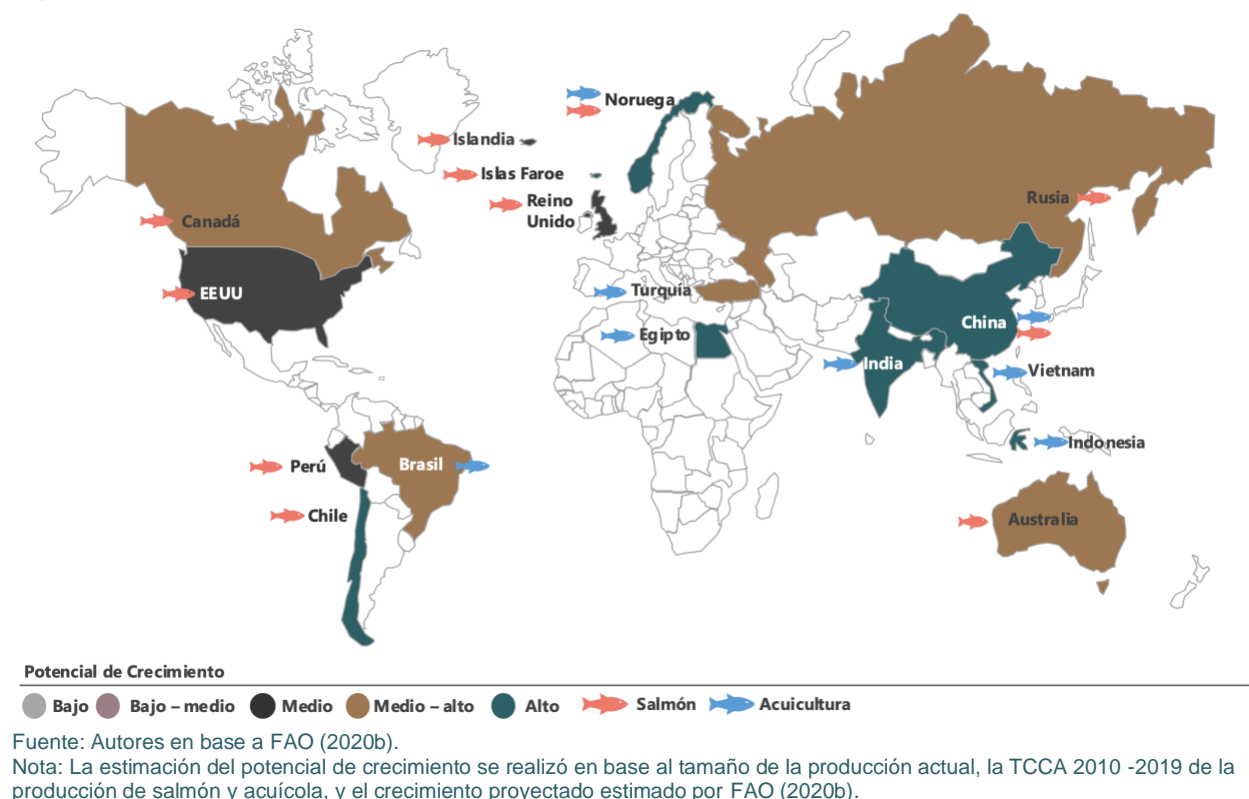 Noruega
Islandia
Islas Faroe
Reino
Unido
Rusia
Canadá
EEUU
Turquía
China
Egipto
India
Vietnam
Indonesia
Perú
Brasil
Chile
Australia
Potencial de Crecimiento
Bajo Bajo – medio Medio Medio – alto Alto Salmón Acuicultura
Fuente: Autores en base a FAO (2020b).
Nota: La estimación del potencial de crecimiento se realizó en base al tamaño de la producción actual, la TCCA 2010 -2019 de la
producción de salmón y acuícola, y el crecimiento proyectado estimado por FAO (2020b).